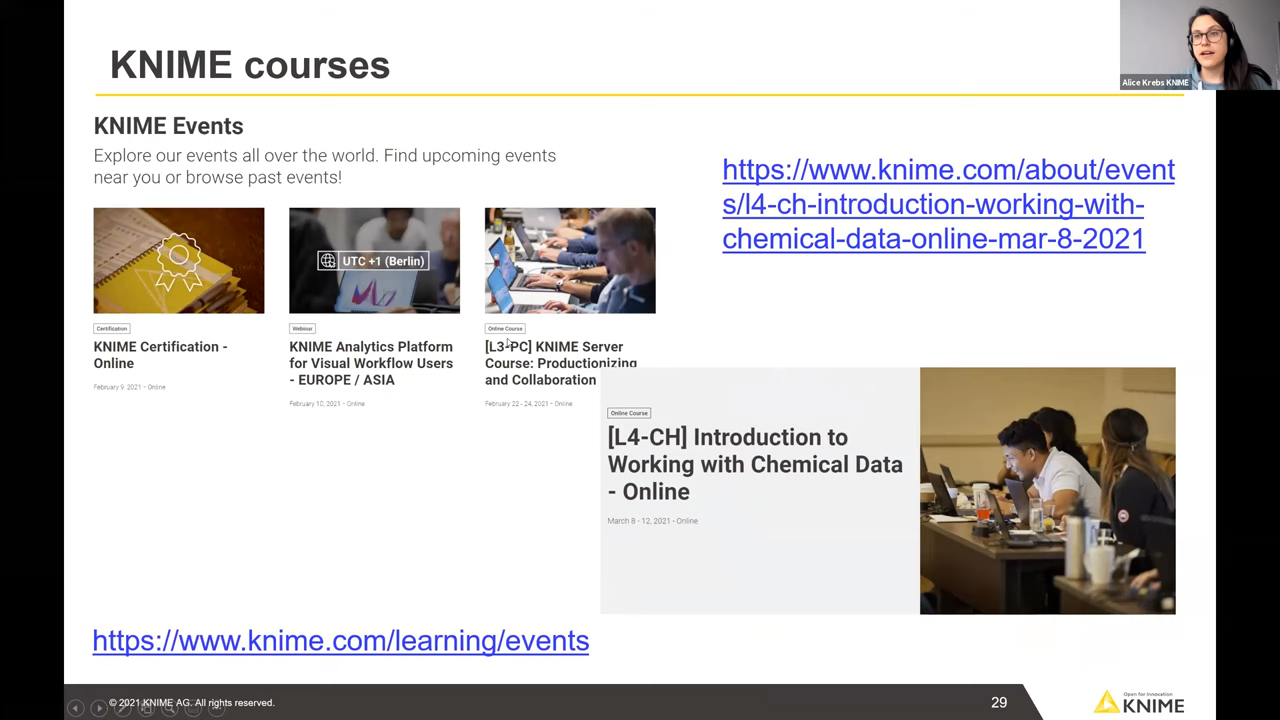 KNIME courses
Alice Krebs KNIME
KNIME Events
Explore our events all over the world. Find upcoming events
near you or browse past events!
https://www.knime.com/about/event
s/l4-ch-introduction-working-with-
chemical-data-online-mar-8-2021
UTC +1 (Berlin)
Certification
KNIME Certification -
Online
February 9, 2021 - Online
Webinar
KNIME Analytics Platform
for Visual Workflow Users
- EUROPE / ASIA
February 10, 2021 - Online
Online Course
[L3-PC] KNIME Server
Course: Productionizing
and Collaboration
February 22 - 24, 2021 - Online
Online Course
[L4-CH] Introduction to
Working with Chemical Data
- Online
March 8 - 12, 2021 - Online
https://www.knime.com/learning/events
© 2021 KNIME AG. All rights reserved.
29
Open for Innovation
KNIME